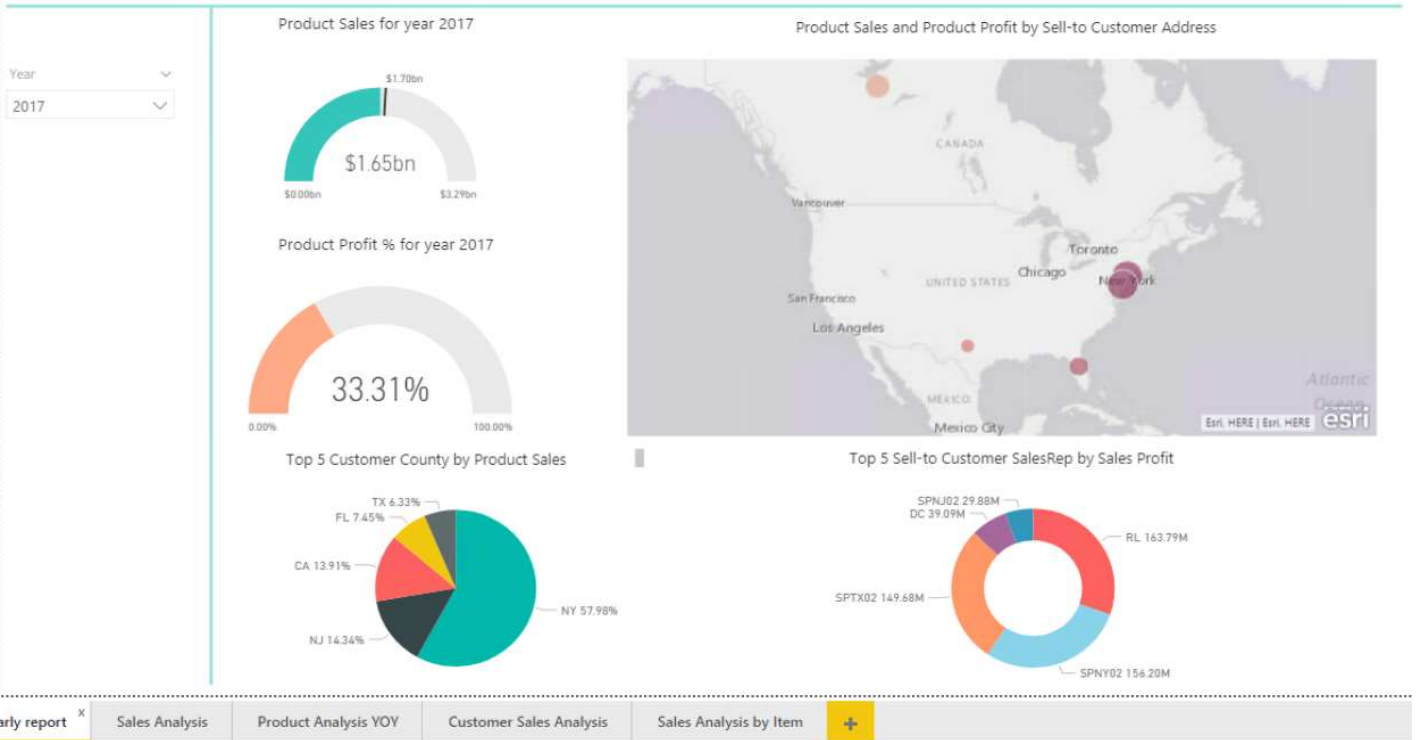 Product Sales for year 2017
Product Sales and Product Profit by Sell-to Customer Address
Year
2017
$1.70bn
$1.65bn
$0.00bn
$3.29bn
Product Profit % for year 2017
33.31%
0.00%
100.00%
CANADA
Vancouver
Toronto
Chicago
New York
UNITED STATES
San Francisco
Los Angeles
MEXICO
Mexico City
Atlantic
Ocean
Esri, HERE | Esri, HERE
esri
Top 5 Customer County by Product Sales
TX 6.33%
FL 7.45%
CA 13.91%
NY 57.98%
NJ 14.34%
Top 5 Sell-to Customer SalesRep by Sales Profit
SPNJ02 29.88M
DC 39.09M
RL 163.79M
SPTX02 149.68M
SPNY02 156.20M
arly report x
Sales Analysis
Product Analysis YOY
Customer Sales Analysis
Sales Analysis by Item
+